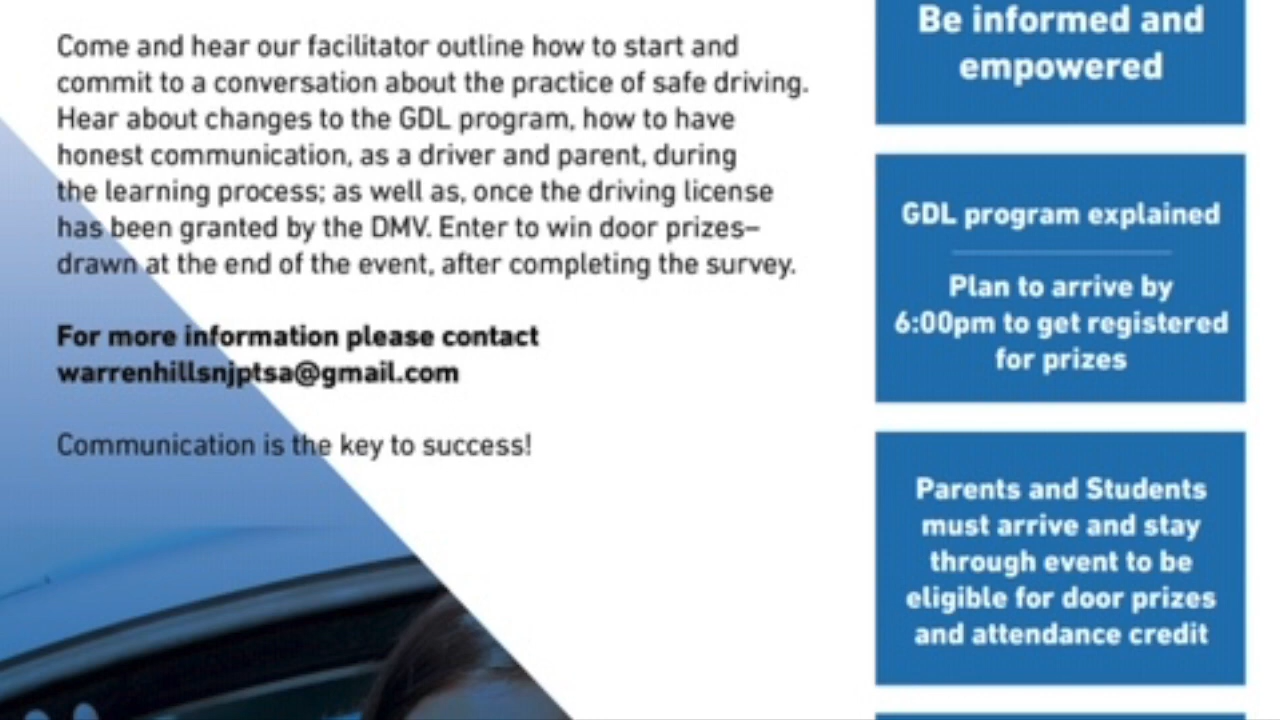 Come and hear our facilitator outline how to start and
commit to a conversation about the practice of safe driving.
Hear about changes to the GDL program, how to have
honest communication, as a driver and parent, during
the learning process; as well as, once the driving license
has been granted by the DMV. Enter to win door prizes–
drawn at the end of the event, after completing the survey.
For more information please contact
warrenhillsnjptsa@gmail.com
Communication is the key to success!
Be informed and
empowered
GDL program explained
Plan to arrive by
6:00pm to get registered
for prizes
Parents and Students
must arrive and stay
through event to be
eligible for door prizes
and attendance credit